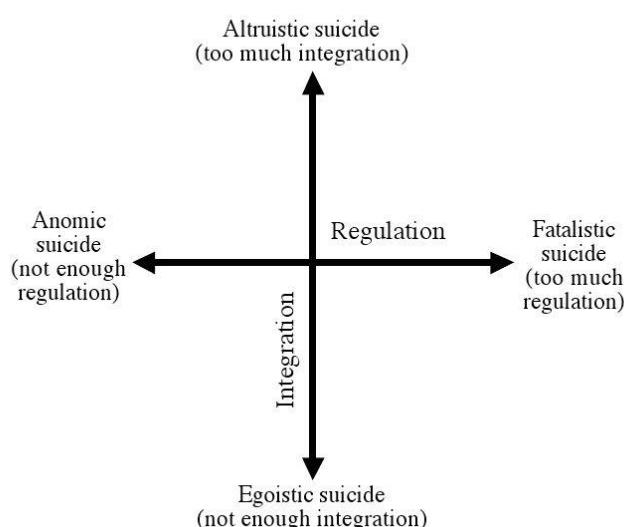 Altruistic suicide
(too much integration)
Anomic
suicide
(not enough
regulation)
Regulation
Fatalistic
suicide
(too much
regulation)
Integration
Egoistic suicide
(not enough integration)